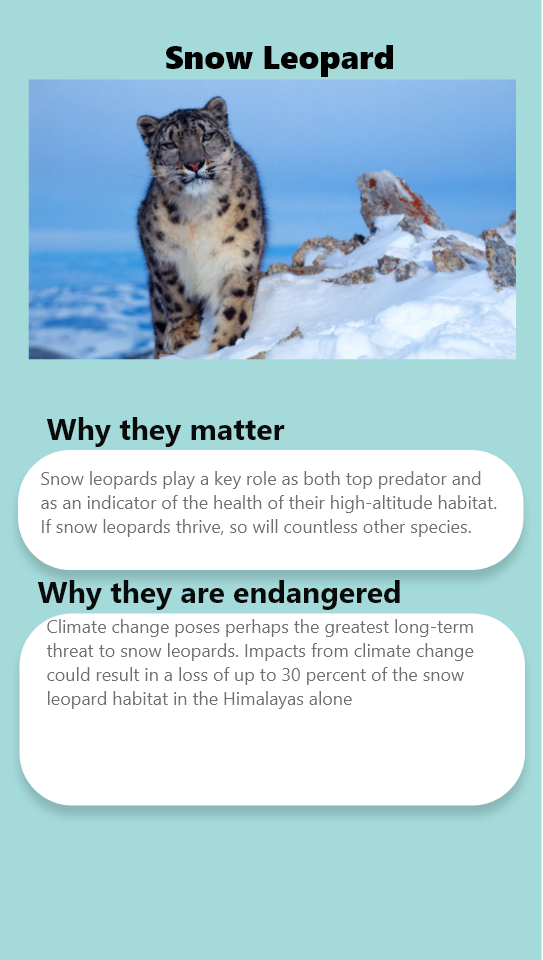 Snow Leopard
Why they matter
Snow leopards play a key role as both top predator and
as an indicator of the health of their high-altitude habitat.
If snow leopards thrive, so will countless other species.
Why they are endangered
Climate change poses perhaps the greatest long-term
threat to snow leopards. Impacts from climate change
could result in a loss of up to 30 percent of the snow
leopard habitat in the Himalayas alone